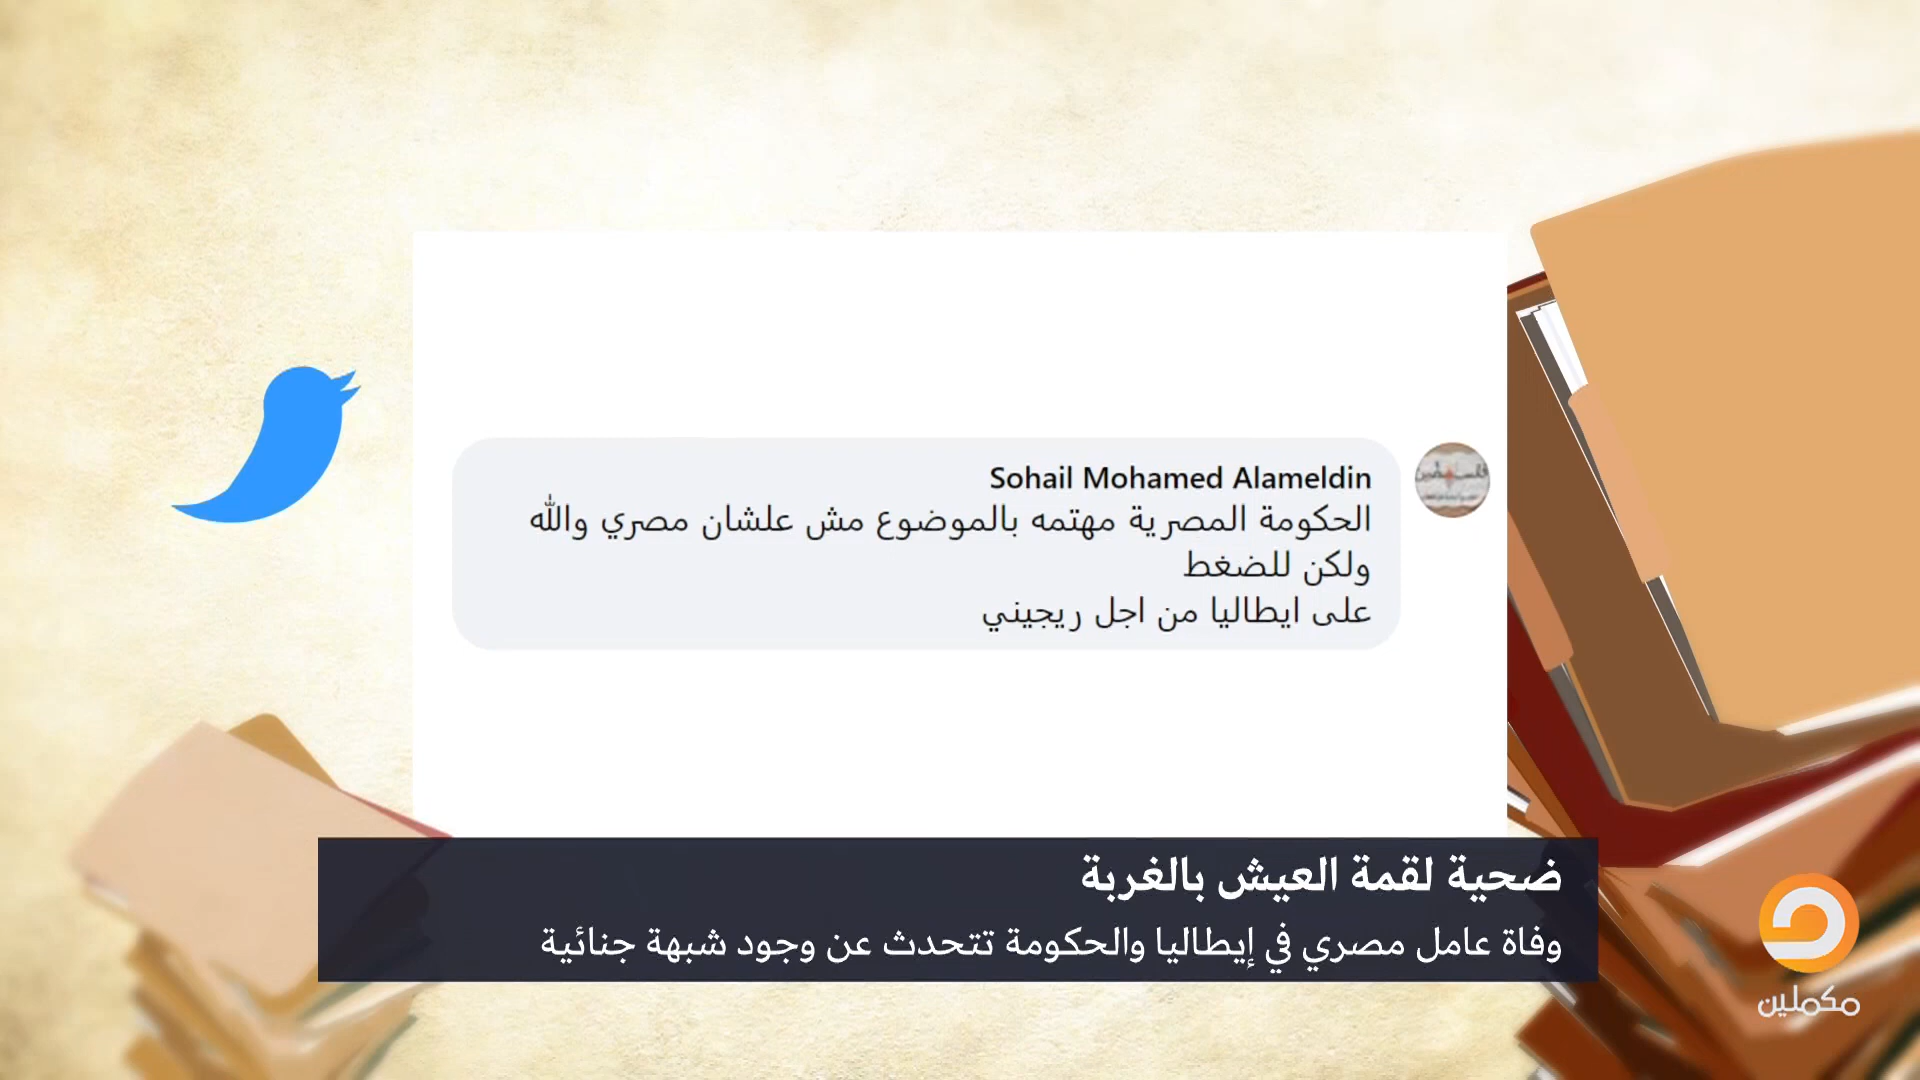 Sohail Mohamed Alameldin
الحكومة المصرية مهتمه بالموضوع مش علشان مصري والله
ولكن للضغط
على ايطاليا من اجل ريجيني
ضحية لقمة العيش بالغربة
وفاة عامل مصري في إيطاليا والحكومة تتحدث عن وجود شبهة جنائية
مكملين